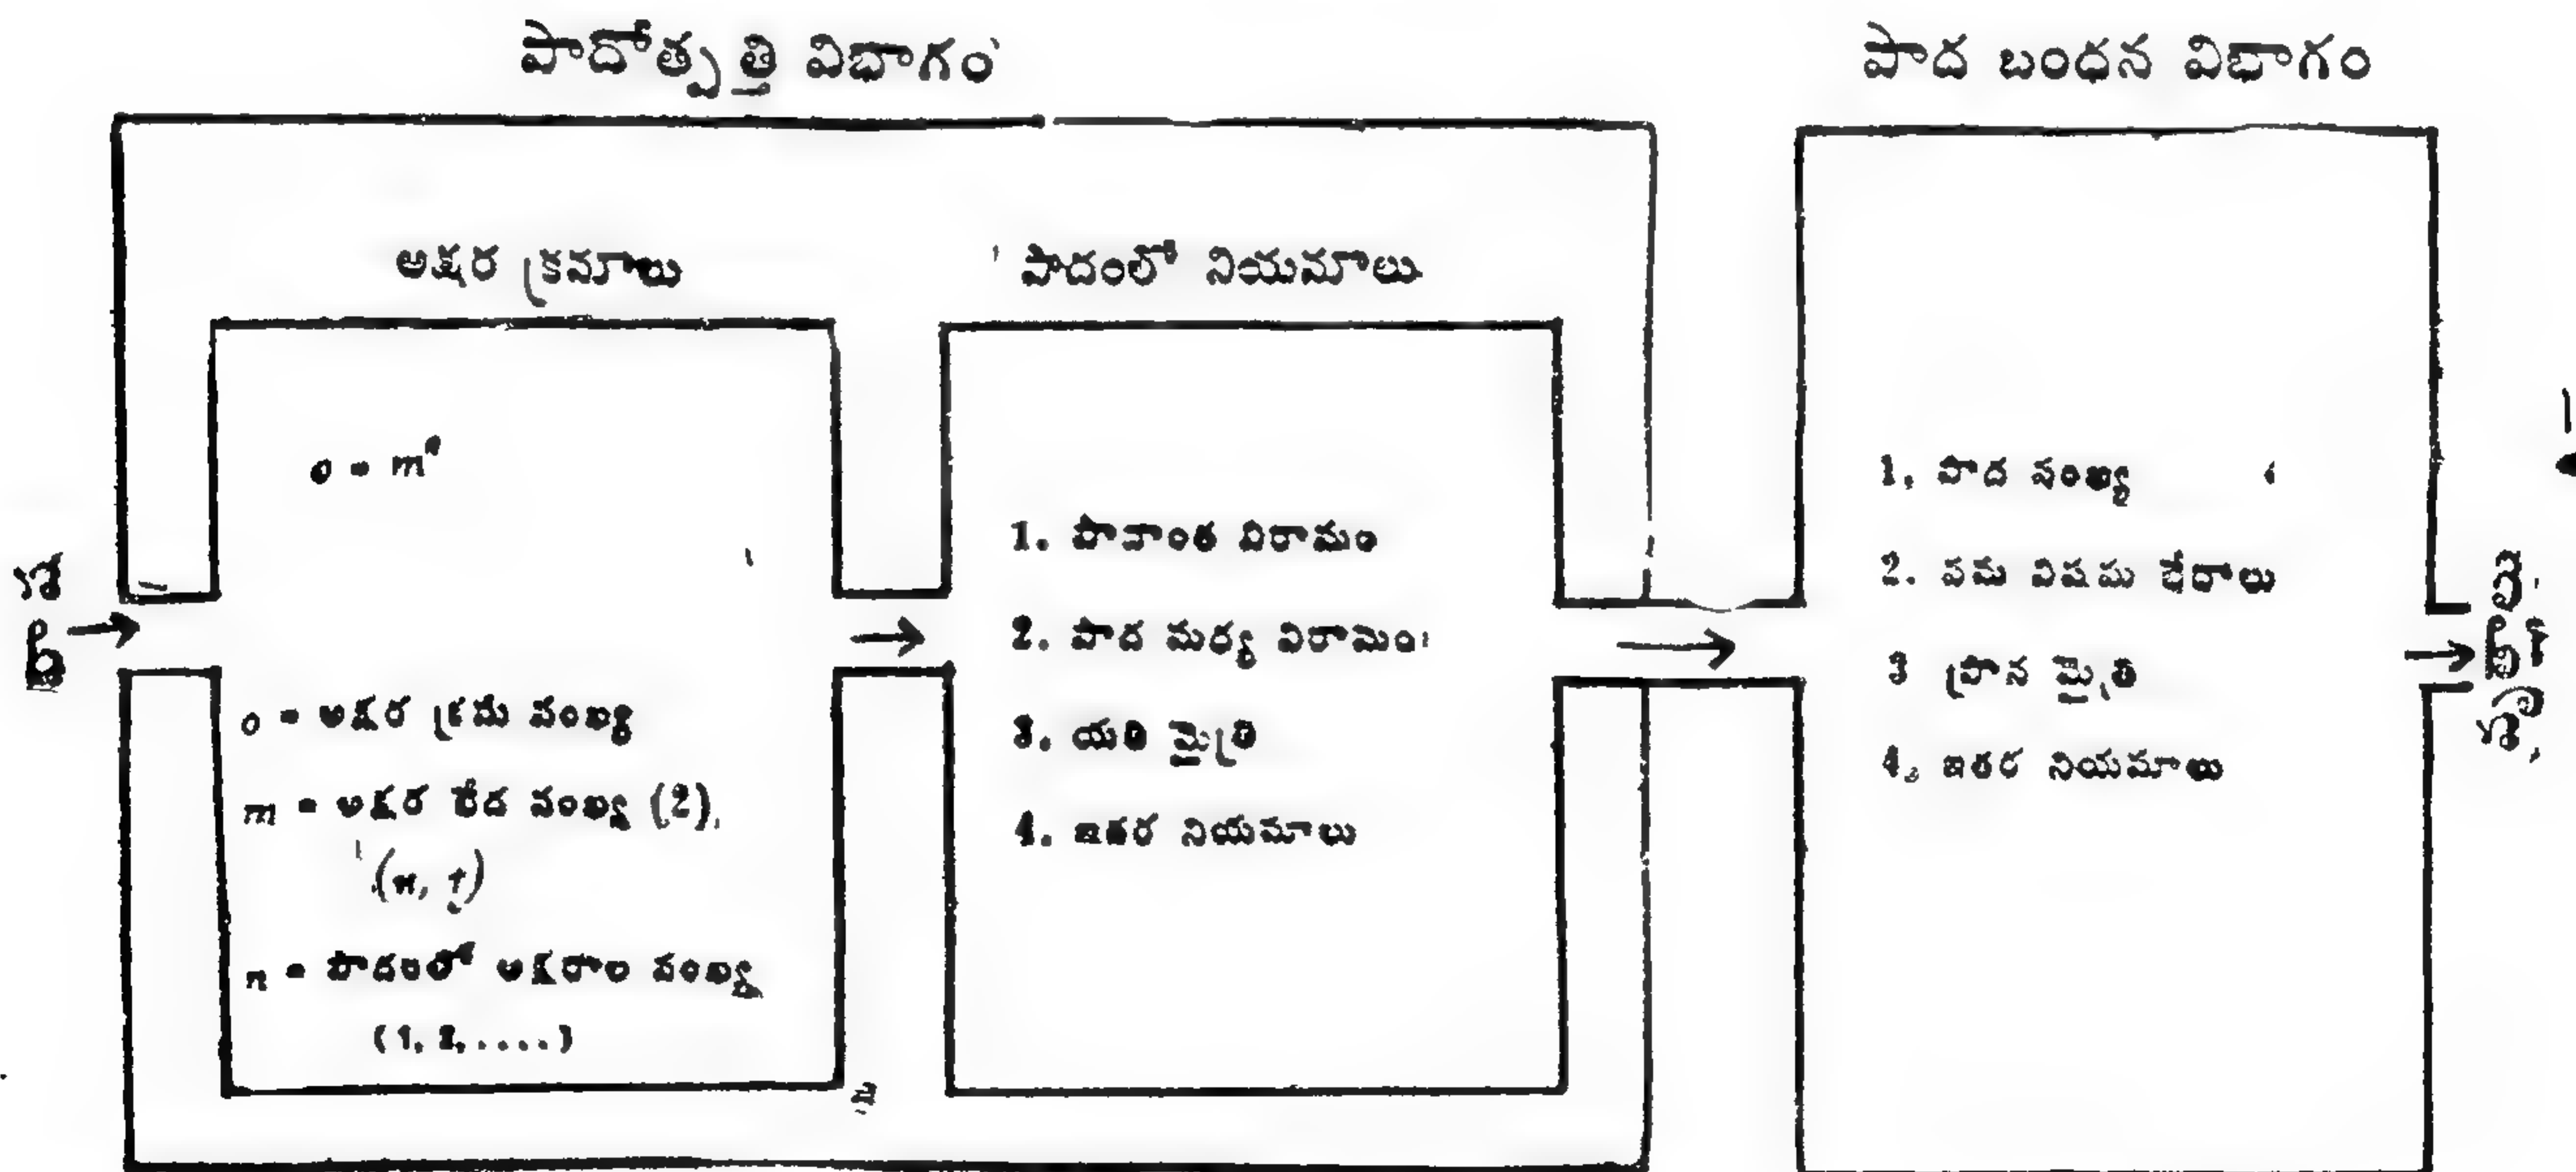 పాదోత్పత్తి విభాగం
పాద బంధన విభాగం
అక్షర క్రమాలు
పాదంలో నియమాలు
o = mⁿ
o = అక్షర క్రమ సంఖ్య
m = అక్షర భేద సంఖ్య (2)
n = పాదంలో అక్షరాల సంఖ్య
(1, 2, ....)
1. పాదాంత విరామం
2. పాద మధ్య విరామం
3. యతి మైత్రి
4. ఇతర నియమాలు
1. పాద సంఖ్య
2. సమ విషమ భేదాలు
3 ప్రాస మైత్రి
4. ఇతర నియమాలు